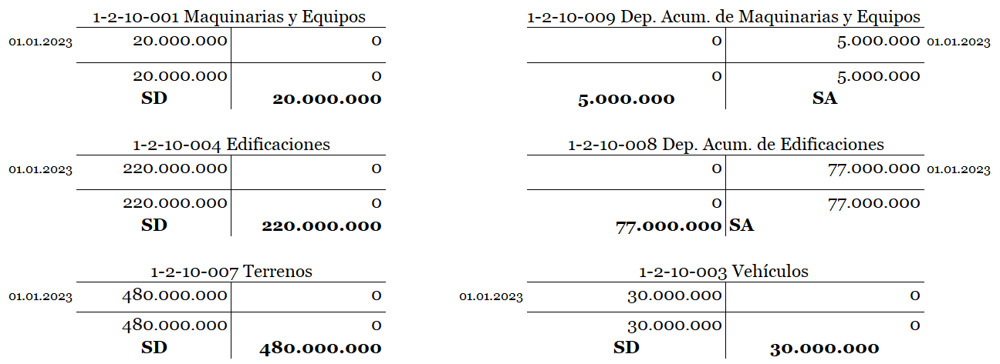 1-2-10-001 Maquinarias y Equipos
01.01.2023 20.000.000 0
20.000.000 0
SD 20.000.000
1-2-10-009 Dep. Acum. de Maquinarias y Equipos
0 5.000.000 01.01.2023
0 5.000.000
5.000.000 SA
1-2-10-004 Edificaciones
01.01.2023 220.000.000 0
220.000.000 0
SD 220.000.000
1-2-10-008 Dep. Acum. de Edificaciones
0 77.000.000 01.01.2023
0 77.000.000
77.000.000 SA
1-2-10-007 Terrenos
01.01.2023 480.000.000 0
480.000.000 0
SD 480.000.000
1-2-10-003 Vehículos
01.01.2023 30.000.000 0
30.000.000 0
SD 30.000.000